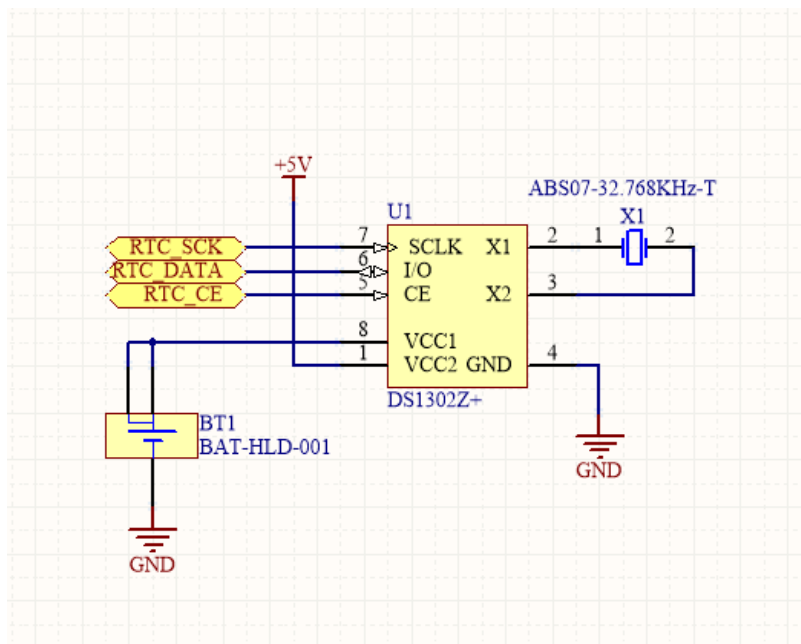 +5V
ABS07-32.768KHz-T
U1
X1
RTC_SCK
7
SCLK
X1
2
1
2
RTC_DATA
6
I/O
RTC_CE
5
CE
X2
3
8
VCC1
1
VCC2
GND
4
DS1302Z+
BT1
BAT-HLD-001
GND
GND